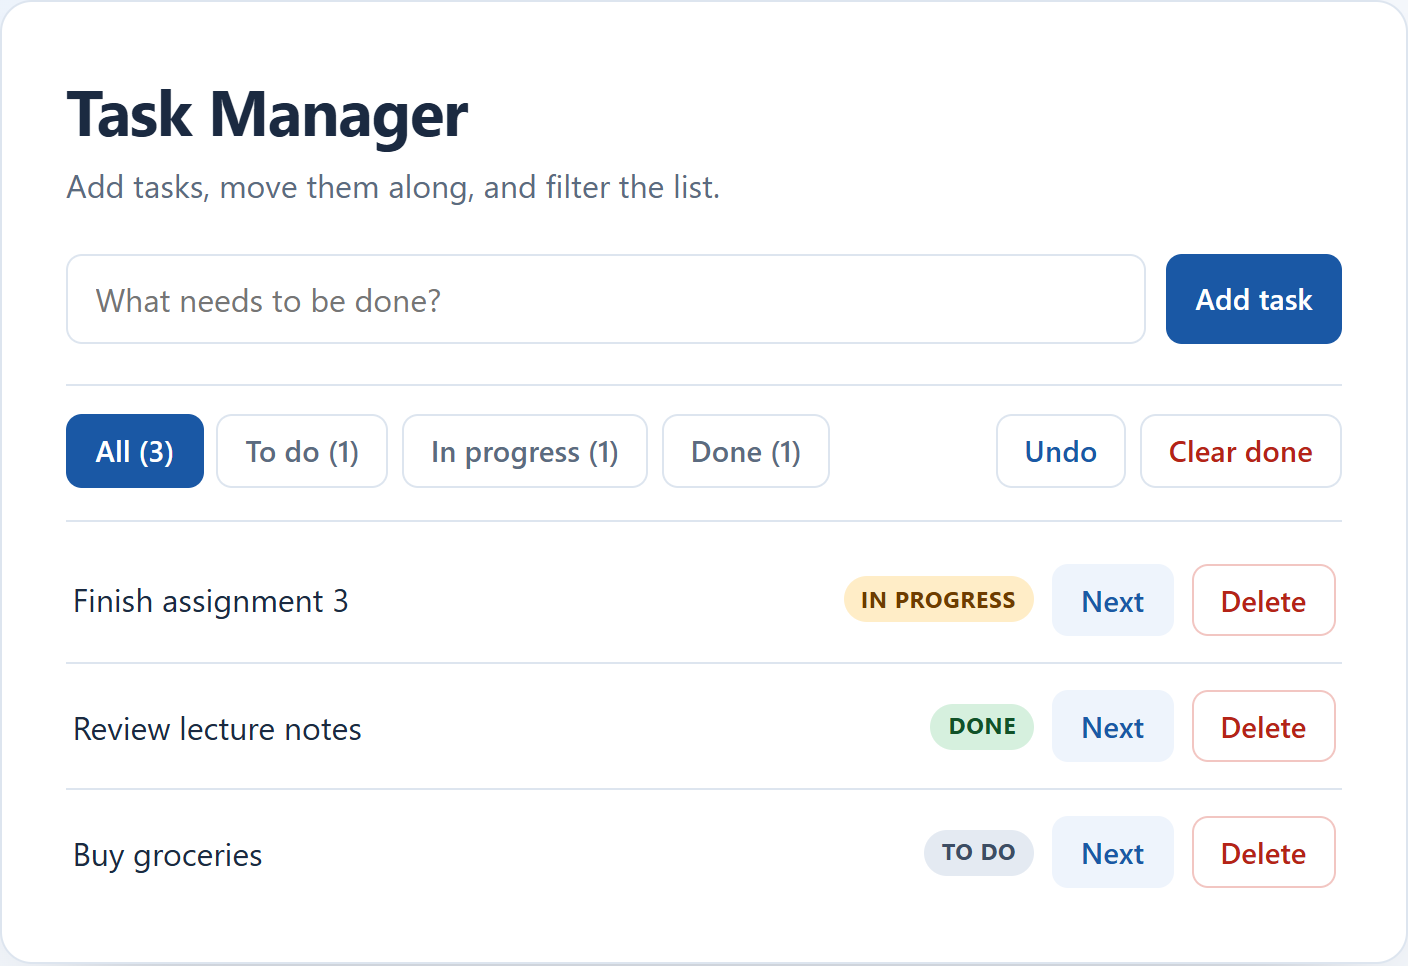 Task Manager
Add tasks, move them along, and filter the list.
What needs to be done? Add task
All (3) To do (1) In progress (1) Done (1) Undo Clear done
Finish assignment 3 IN PROGRESS Next Delete
Review lecture notes DONE Next Delete
Buy groceries TO DO Next Delete